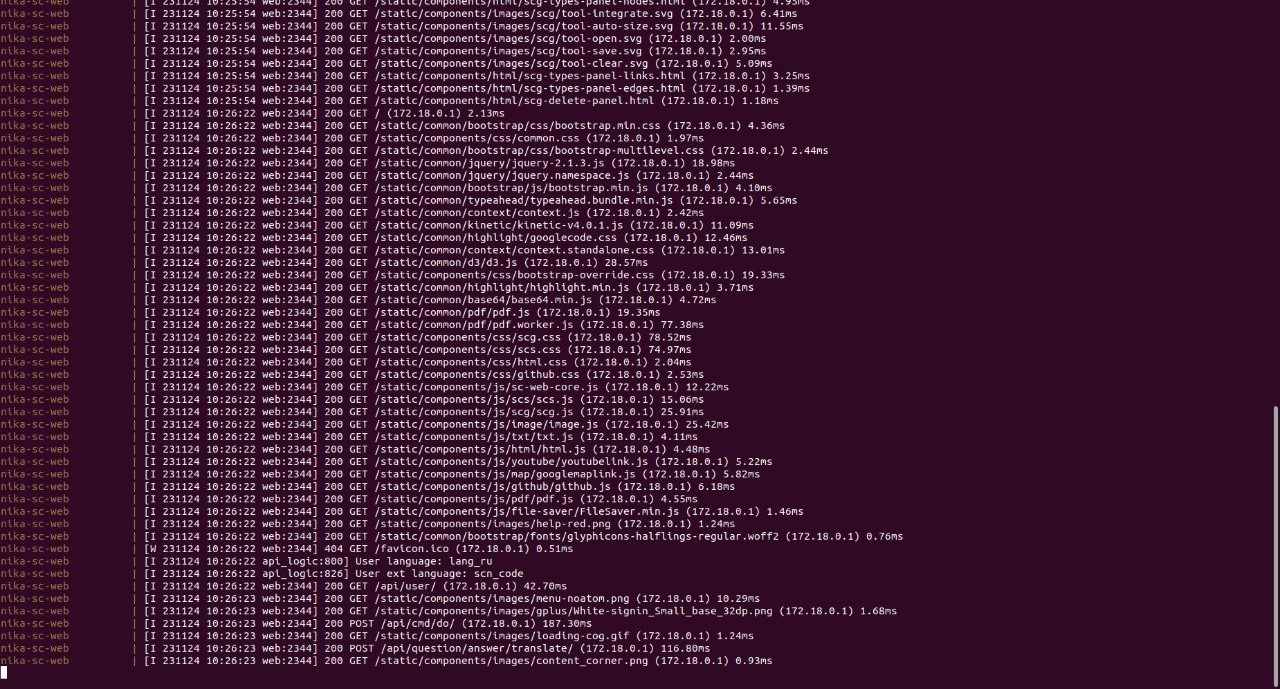 nika-sc-web | [I 231124 10:25:54 web:2344] 200 GET /static/components/html/scg-types-panel-nodes.html (172.18.0.1) 4.95ms
nika-sc-web | [I 231124 10:25:54 web:2344] 200 GET /static/components/images/scg/tool-integrate.svg (172.18.0.1) 6.41ms
nika-sc-web | [I 231124 10:25:54 web:2344] 200 GET /static/components/images/scg/tool-auto-size.svg (172.18.0.1) 11.55ms
nika-sc-web | [I 231124 10:25:54 web:2344] 200 GET /static/components/images/scg/tool-open.svg (172.18.0.1) 2.00ms
nika-sc-web | [I 231124 10:25:54 web:2344] 200 GET /static/components/images/scg/tool-save.svg (172.18.0.1) 2.95ms
nika-sc-web | [I 231124 10:25:54 web:2344] 200 GET /static/components/images/scg/tool-clear.svg (172.18.0.1) 5.09ms
nika-sc-web | [I 231124 10:25:54 web:2344] 200 GET /static/components/html/scg-types-panel-links.html (172.18.0.1) 3.25ms
nika-sc-web | [I 231124 10:25:54 web:2344] 200 GET /static/components/html/scg-types-panel-edges.html (172.18.0.1) 1.39ms
nika-sc-web | [I 231124 10:25:54 web:2344] 200 GET /static/components/html/scg-delete-panel.html (172.18.0.1) 1.18ms
nika-sc-web | [I 231124 10:26:22 web:2344] 200 GET / (172.18.0.1) 2.13ms
nika-sc-web | [I 231124 10:26:22 web:2344] 200 GET /static/common/bootstrap/css/bootstrap.min.css (172.18.0.1) 4.36ms
nika-sc-web | [I 231124 10:26:22 web:2344] 200 GET /static/components/css/common.css (172.18.0.1) 1.97ms
nika-sc-web | [I 231124 10:26:22 web:2344] 200 GET /static/common/bootstrap/css/bootstrap-multilevel.css (172.18.0.1) 2.44ms
nika-sc-web | [I 231124 10:26:22 web:2344] 200 GET /static/common/jquery/jquery-2.1.3.js (172.18.0.1) 18.98ms
nika-sc-web | [I 231124 10:26:22 web:2344] 200 GET /static/common/jquery/jquery.namespace.js (172.18.0.1) 2.44ms
nika-sc-web | [I 231124 10:26:22 web:2344] 200 GET /static/common/bootstrap/js/bootstrap.min.js (172.18.0.1) 4.10ms
nika-sc-web | [I 231124 10:26:22 web:2344] 200 GET /static/common/typeahead/typeahead.bundle.min.js (172.18.0.1) 5.65ms
nika-sc-web | [I 231124 10:26:22 web:2344] 200 GET /static/common/context/context.js (172.18.0.1) 2.42ms
nika-sc-web | [I 231124 10:26:22 web:2344] 200 GET /static/common/kinetic/kinetic-v4.0.1.js (172.18.0.1) 11.09ms
nika-sc-web | [I 231124 10:26:22 web:2344] 200 GET /static/common/highlight/googlecode.css (172.18.0.1) 12.46ms
nika-sc-web | [I 231124 10:26:22 web:2344] 200 GET /static/common/context/context.standalone.css (172.18.0.1) 13.01ms
nika-sc-web | [I 231124 10:26:22 web:2344] 200 GET /static/common/d3/d3.js (172.18.0.1) 28.57ms
nika-sc-web | [I 231124 10:26:22 web:2344] 200 GET /static/components/css/bootstrap-override.css (172.18.0.1) 19.33ms
nika-sc-web | [I 231124 10:26:22 web:2344] 200 GET /static/common/highlight/highlight.min.js (172.18.0.1) 3.71ms
nika-sc-web | [I 231124 10:26:22 web:2344] 200 GET /static/common/base64/base64.min.js (172.18.0.1) 4.72ms
nika-sc-web | [I 231124 10:26:22 web:2344] 200 GET /static/common/pdf/pdf.js (172.18.0.1) 19.35ms
nika-sc-web | [I 231124 10:26:22 web:2344] 200 GET /static/common/pdf/pdf.worker.js (172.18.0.1) 77.38ms
nika-sc-web | [I 231124 10:26:22 web:2344] 200 GET /static/components/css/scg.css (172.18.0.1) 78.52ms
nika-sc-web | [I 231124 10:26:22 web:2344] 200 GET /static/components/css/scs.css (172.18.0.1) 74.97ms
nika-sc-web | [I 231124 10:26:22 web:2344] 200 GET /static/components/css/html.css (172.18.0.1) 2.04ms
nika-sc-web | [I 231124 10:26:22 web:2344] 200 GET /static/components/css/github.css (172.18.0.1) 2.53ms
nika-sc-web | [I 231124 10:26:22 web:2344] 200 GET /static/components/js/sc-web-core.js (172.18.0.1) 12.22ms
nika-sc-web | [I 231124 10:26:22 web:2344] 200 GET /static/components/js/scs/scs.js (172.18.0.1) 15.06ms
nika-sc-web | [I 231124 10:26:22 web:2344] 200 GET /static/components/js/scg/scg.js (172.18.0.1) 25.91ms
nika-sc-web | [I 231124 10:26:22 web:2344] 200 GET /static/components/js/image/image.js (172.18.0.1) 25.42ms
nika-sc-web | [I 231124 10:26:22 web:2344] 200 GET /static/components/js/txt/txt.js (172.18.0.1) 4.11ms
nika-sc-web | [I 231124 10:26:22 web:2344] 200 GET /static/components/js/html/html.js (172.18.0.1) 4.48ms
nika-sc-web | [I 231124 10:26:22 web:2344] 200 GET /static/components/js/youtube/youtubelink.js (172.18.0.1) 5.22ms
nika-sc-web | [I 231124 10:26:22 web:2344] 200 GET /static/components/js/map/googlemaplink.js (172.18.0.1) 5.82ms
nika-sc-web | [I 231124 10:26:22 web:2344] 200 GET /static/components/js/github/github.js (172.18.0.1) 6.18ms
nika-sc-web | [I 231124 10:26:22 web:2344] 200 GET /static/components/js/pdf/pdf.js (172.18.0.1) 4.55ms
nika-sc-web | [I 231124 10:26:22 web:2344] 200 GET /static/components/js/file-saver/FileSaver.min.js (172.18.0.1) 1.46ms
nika-sc-web | [I 231124 10:26:22 web:2344] 200 GET /static/components/images/help-red.png (172.18.0.1) 1.24ms
nika-sc-web | [I 231124 10:26:22 web:2344] 200 GET /static/common/bootstrap/fonts/glyphicons-halflings-regular.woff2 (172.18.0.1) 0.76ms
nika-sc-web | [W 231124 10:26:22 web:2344] 404 GET /favicon.ico (172.18.0.1) 0.51ms
nika-sc-web | [I 231124 10:26:22 api_logic:800] User language: lang_ru
nika-sc-web | [I 231124 10:26:22 api_logic:826] User ext language: scn_code
nika-sc-web | [I 231124 10:26:22 web:2344] 200 GET /api/user/ (172.18.0.1) 42.70ms
nika-sc-web | [I 231124 10:26:23 web:2344] 200 GET /static/components/images/menu-noatom.png (172.18.0.1) 10.29ms
nika-sc-web | [I 231124 10:26:23 web:2344] 200 GET /static/components/images/gplus/White-signin_Small_base_32dp.png (172.18.0.1) 1.68ms
nika-sc-web | [I 231124 10:26:23 web:2344] 200 POST /api/cmd/do/ (172.18.0.1) 187.30ms
nika-sc-web | [I 231124 10:26:23 web:2344] 200 GET /static/components/images/loading-cog.gif (172.18.0.1) 1.24ms
nika-sc-web | [I 231124 10:26:23 web:2344] 200 POST /api/question/answer/translate/ (172.18.0.1) 116.80ms
nika-sc-web | [I 231124 10:26:23 web:2344] 200 GET /static/components/images/content_corner.png (172.18.0.1) 0.93ms